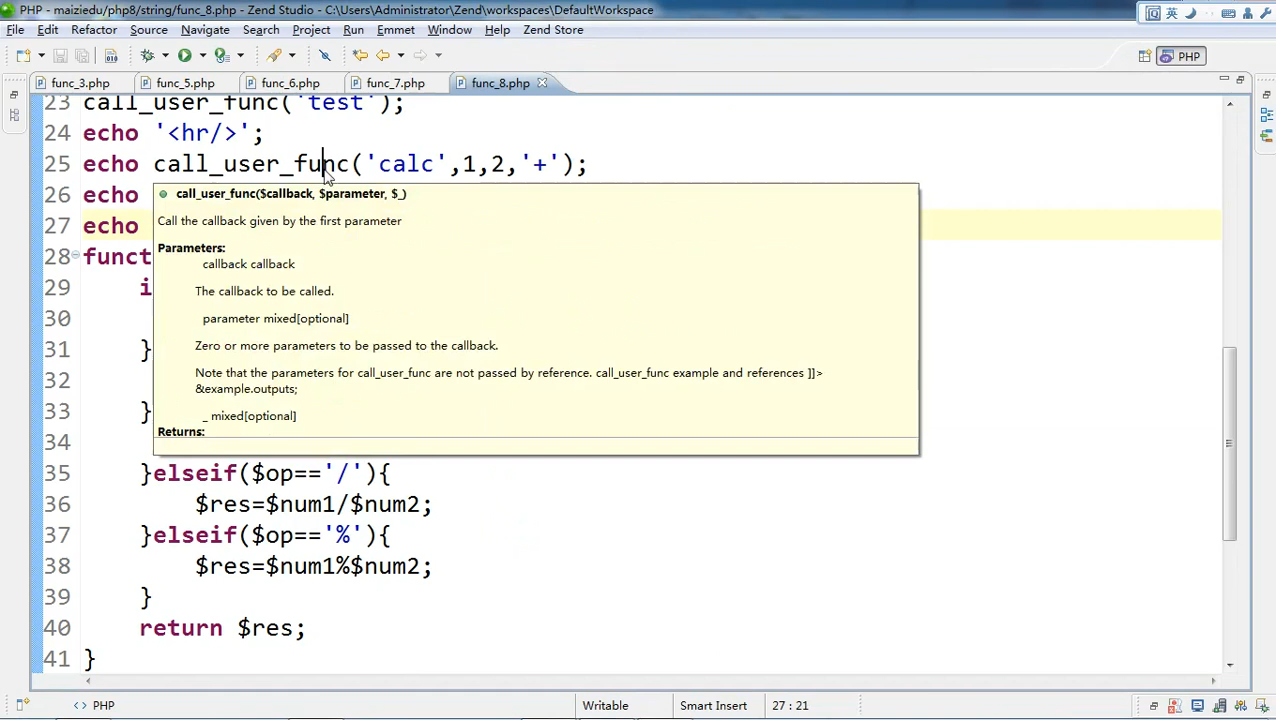 PHP - maiziedu/php8/string/func_8.php - Zend Studio - C:\Users\Administrator\Zend\workspaces\DefaultWorkspace
英
File Edit Refactor Source Navigate Search Project Run Emmet Window Help Zend Store
PHP
func_3.php func_5.php func_6.php func_7.php func_8.php
23 call_user_func('test');
24 echo '<hr/>';
25 echo call_user_func('calc',1,2,'+');
26 echo
27 echo
28 funct
29 i
30
31 }
32
33 }
34
call_user_func($callback, $parameter, $_)
Call the callback given by the first parameter
Parameters:
callback callback
The callback to be called.
parameter mixed[optional]
Zero or more parameters to be passed to the callback.
Note that the parameters for call_user_func are not passed by reference. call_user_func example and references ]]>
&example.outputs;
_ mixed[optional]
Returns:
35 }elseif($op=='/'){
36 $res=$num1/$num2;
37 }elseif($op=='%'){
38 $res=$num1%$num2;
39 }
40 return $res;
41 }
<> PHP Writable Smart Insert 27 : 21